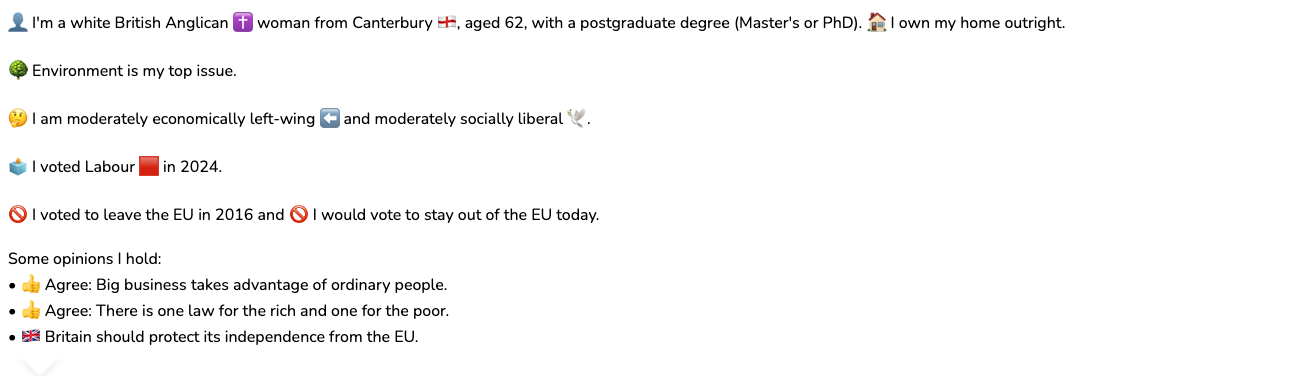 👤 I'm a white British Anglican ✝️ woman from Canterbury 🏴󠁧󠁢󠁥󠁮󠁧󠁿, aged 62, with a postgraduate degree (Master's or PhD). 🏠 I own my home outright.
🌳 Environment is my top issue.
🤔 I am moderately economically left-wing ⬅️ and moderately socially liberal 🕊️.
🗳️ I voted Labour 🟥 in 2024.
🚫 I voted to leave the EU in 2016 and 🚫 I would vote to stay out of the EU today.
Some opinions I hold:
• 👍 Agree: Big business takes advantage of ordinary people.
• 👍 Agree: There is one law for the rich and one for the poor.
• 🇬🇧 Britain should protect its independence from the EU.